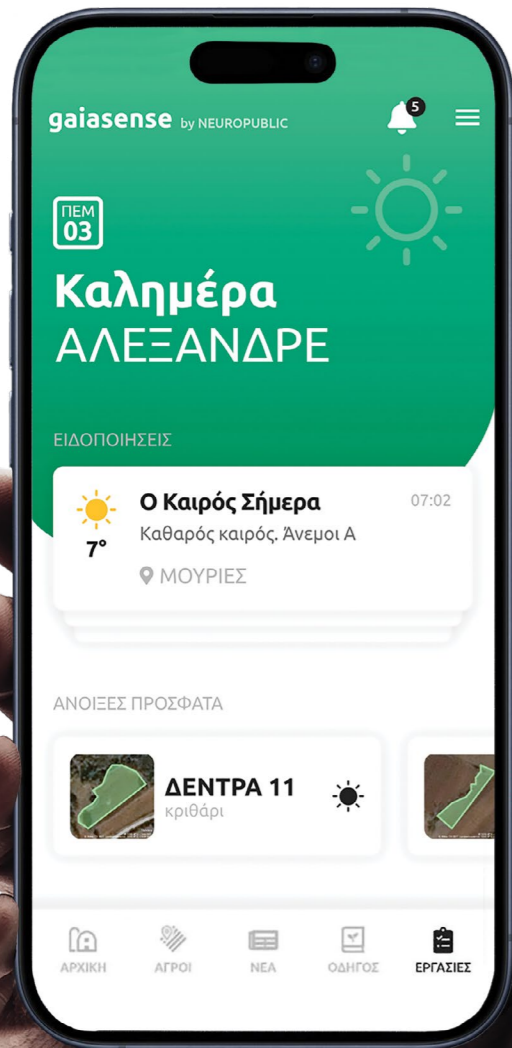 gaiasense by NEUROPUBLIC
5
ΠΕΜ
03
Καλημέρα
ΑΛΕΞΑΝΔΡΕ
ΕΙΔΟΠΟΙΗΣΕΙΣ
Ο Καιρός Σήμερα 07:02
Καθαρός καιρός. Άνεμοι Α
7°
ΜΟΥΡΙΕΣ
ΑΝΟΙΞΕΣ ΠΡΟΣΦΑΤΑ
ΔΕΝΤΡΑ 11
κριθάρι
ΑΡΧΙΚΗ ΑΓΡΟΙ ΝΕΑ ΟΔΗΓΟΣ ΕΡΓΑΣΙΕΣ